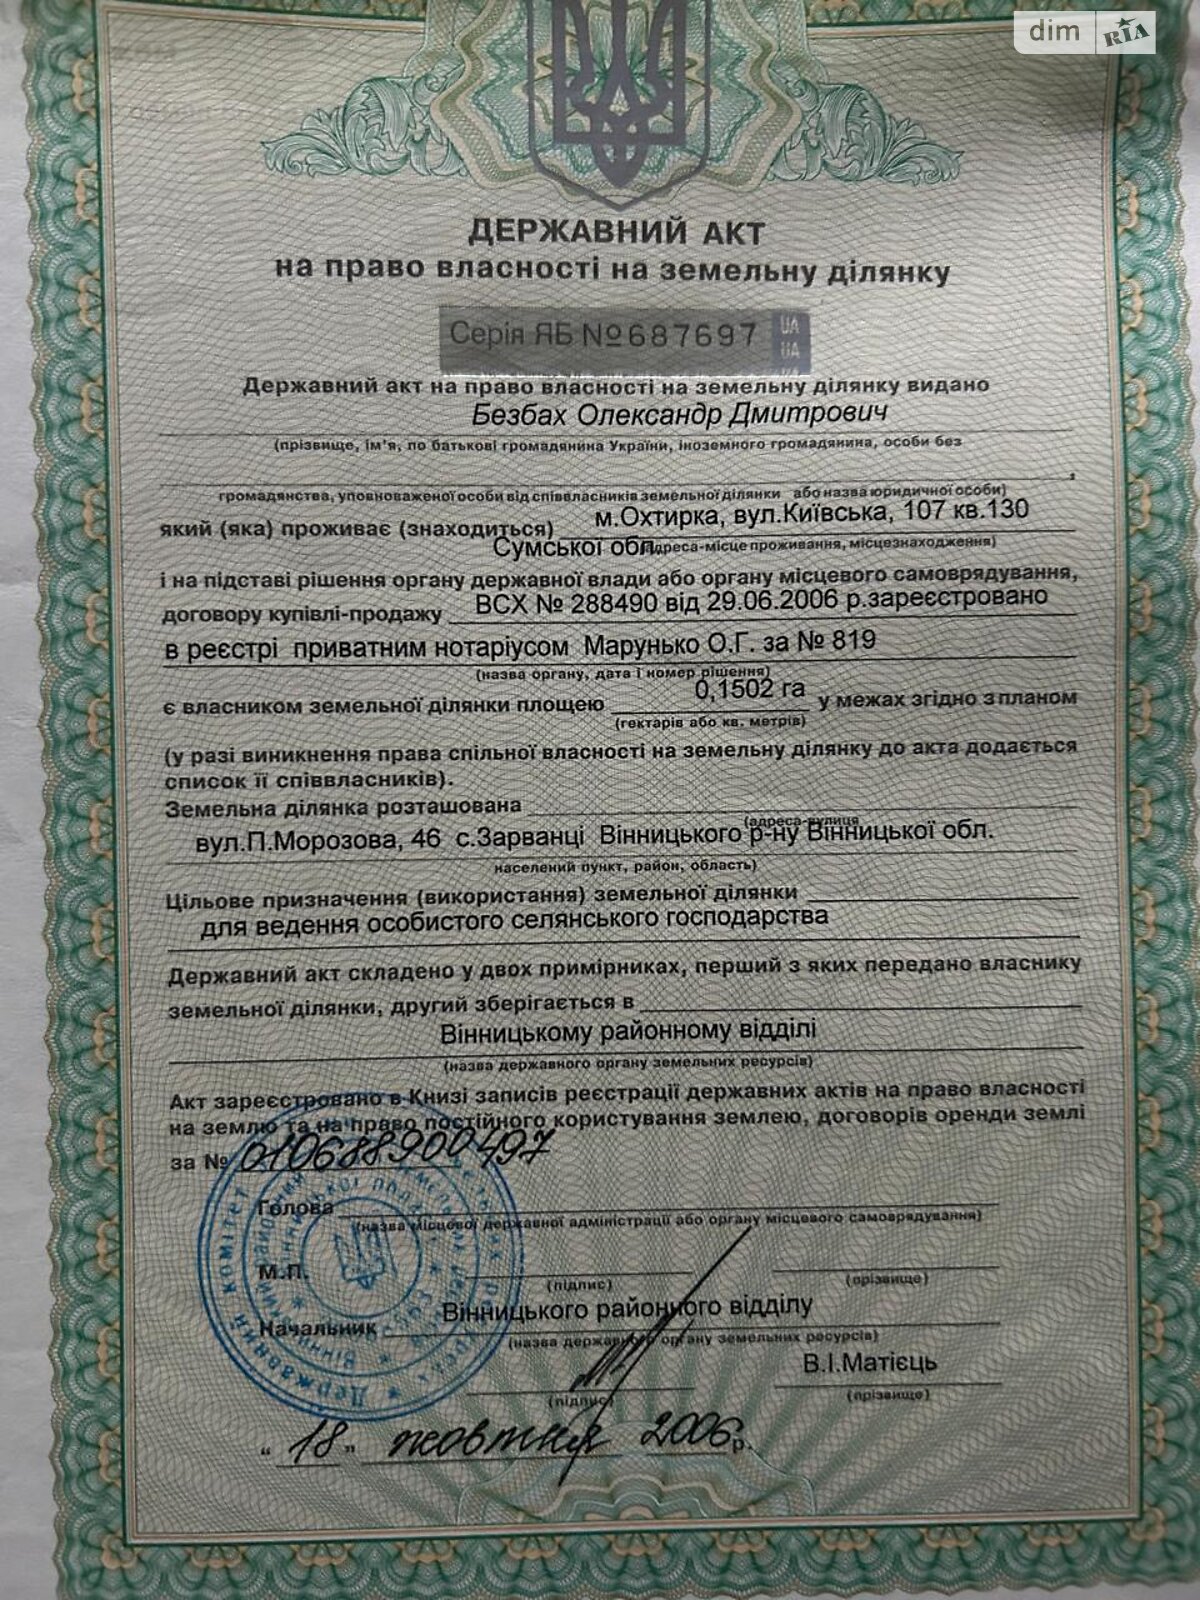 dim RIA
ДЕРЖАВНИЙ АКТ
на право власності на земельну ділянку
Серія ЯБ №687697
UA
UA
Державний акт на право власності на земельну ділянку видано
Безбах Олександр Дмитрович
(прізвище, ім'я, по батькові громадянина України, іноземного громадянина, особи без
,
громадянства, уповноваженої особи від співвласників земельної ділянки або назва юридичної особи)
який (яка) проживає (знаходиться) м.Охтирка, вул.Київська, 107 кв.130
Сумської обл. адреса-місце проживання, місцезнаходження)
і на підставі рішення органу державної влади або органу місцевого самоврядування,
договору купівлі-продажу ВСХ № 288490 від 29.06.2006 р.зареєстровано
в реєстрі приватним нотаріусом Марунько О.Г. за № 819
(назва органу, дата і номер рішення)
є власником земельної ділянки площею 0,1502 га у межах згідно з планом
(гектарів або кв. метрів)
(у разі виникнення права спільної власності на земельну ділянку до акта додається
список її співвласників).
Земельна ділянка розташована
(адреса-вулиця
вул.П.Морозова, 46 с.Зарванці Вінницького р-ну Вінницької обл.
населений пункт, район, область)
Цільове призначення (використання) земельної ділянки
для ведення особистого селянського господарства
Державний акт складено у двох примірниках, перший з яких передано власнику
земельної ділянки, другий зберігається в
Вінницькому районному відділі
(назва державного органу земельних ресурсів)
Акт зареєстровано в Книзі записів реєстрації державних актів на право власності
на землю та на право постійного користування землею, договорів оренди землі
за № 010688900497
Голова
(назва місцевої державної адміністрації або органу місцевого самоврядування)
М.П.
(підпис) (прізвище)
Вінницького районного відділу
Начальник
(назва державного органу земельних ресурсів)
В.І.Матієць
(підпис) (прізвище)
" 18 " жовтня 2006 р.
Державний комітет